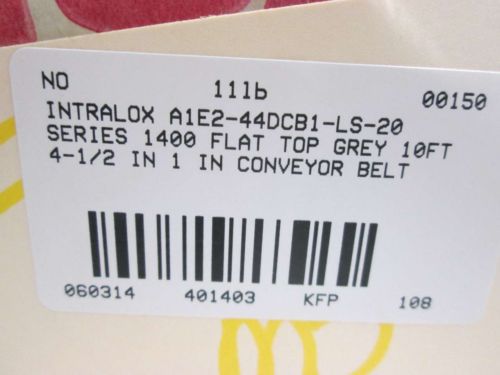 NO 11lb 00150
INTRALOX A1E2-44DCB1-LS-20
SERIES 1400 FLAT TOP GREY 10FT
4-1/2 IN 1 IN CONVEYOR BELT
060314 401403 KFP 108